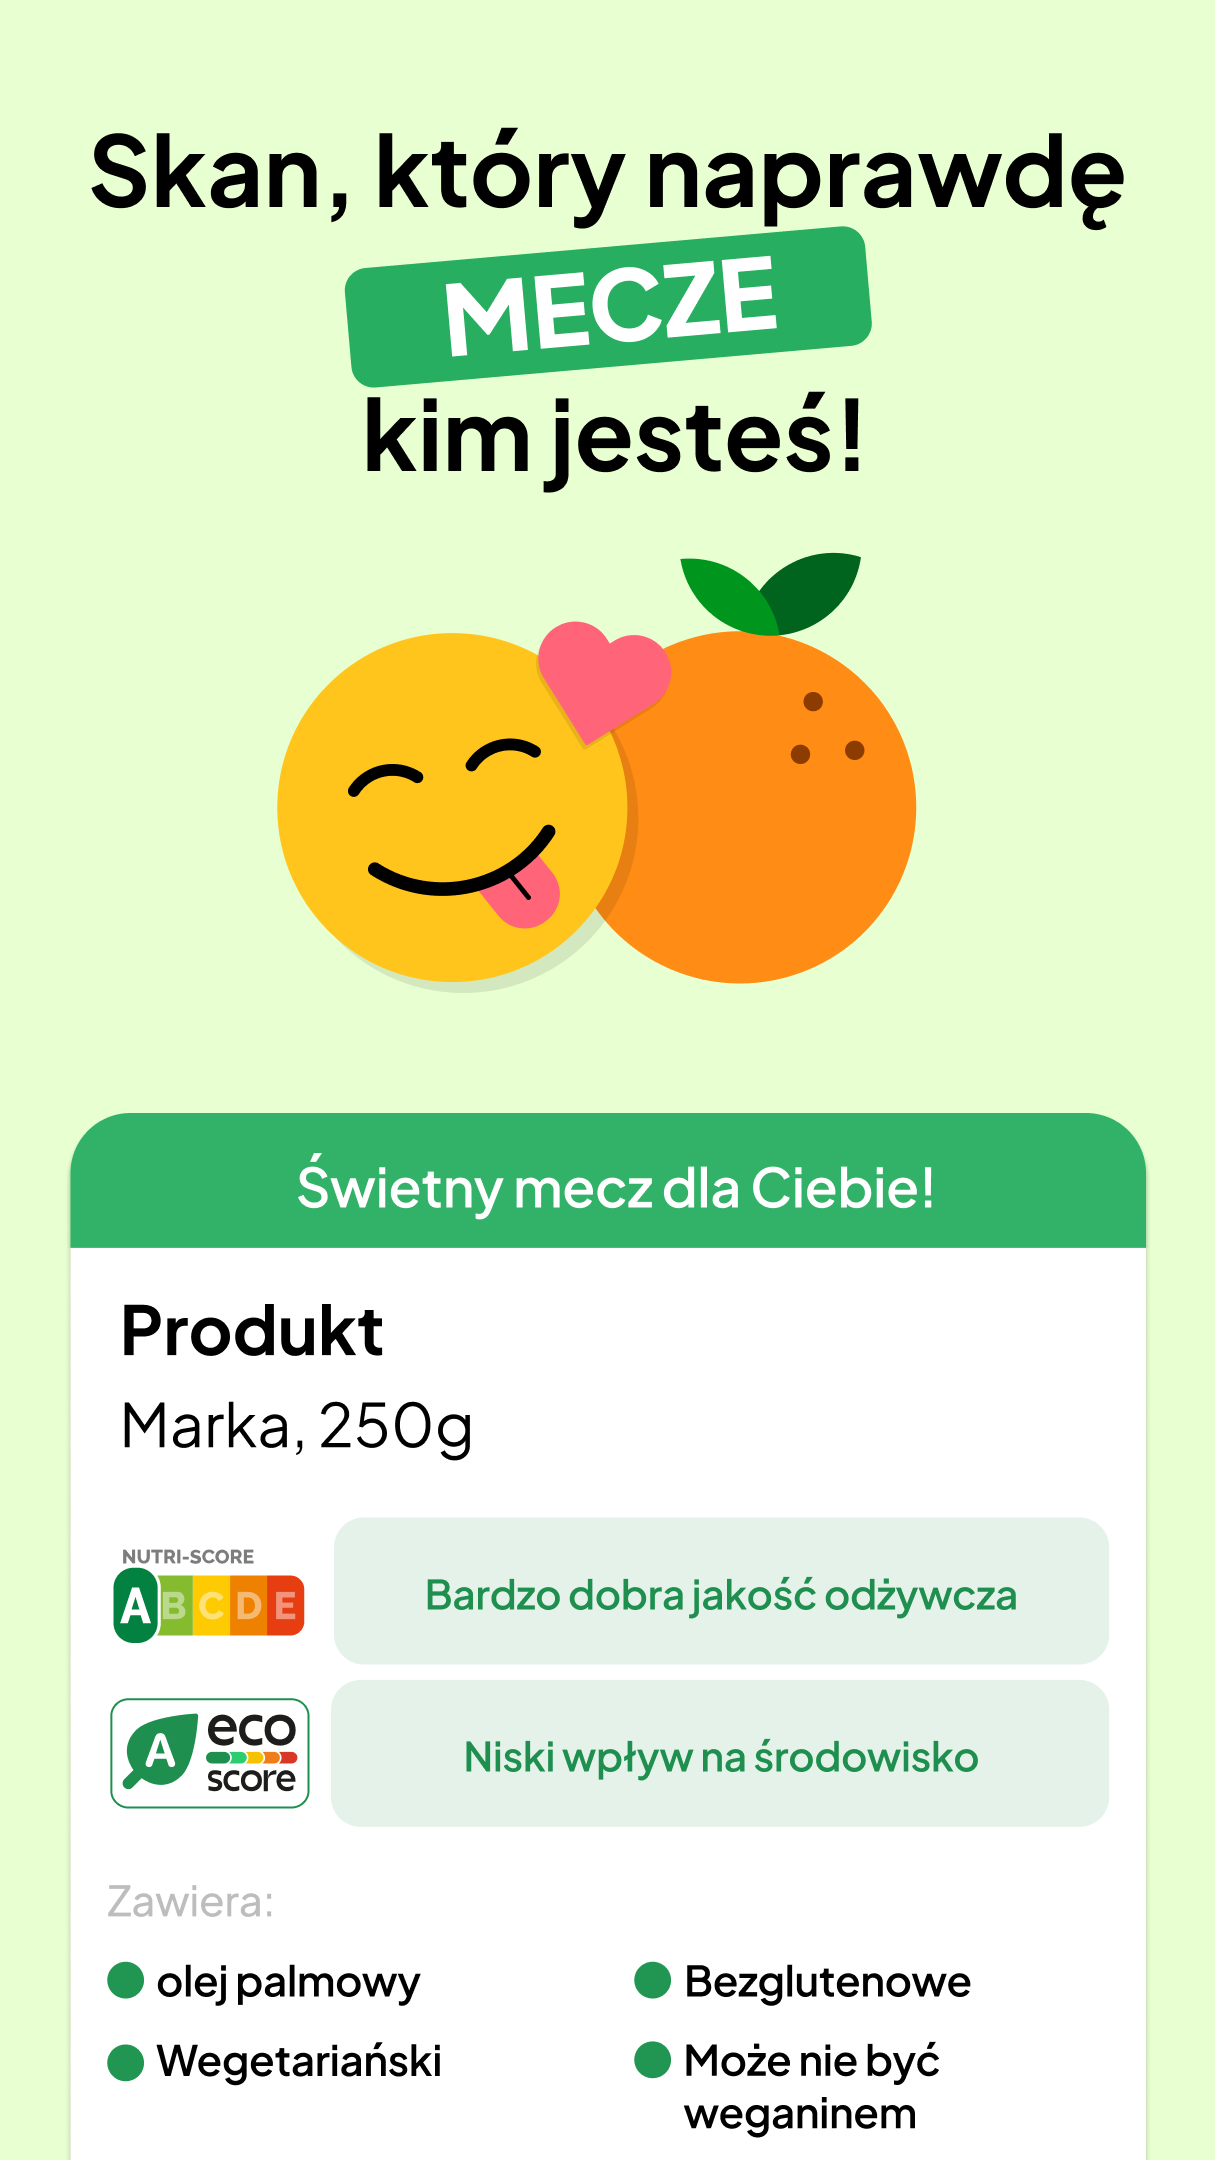 Skan, który naprawdę
MECZE
kim jesteś!
Świetny mecz dla Ciebie!
Produkt
Marka, 250g
NUTRI-SCORE
A B C D E
Bardzo dobra jakość odżywcza
A eco
score
Niski wpływ na środowisko
Zawiera:
olej palmowy
Bezglutenowe
Wegetariański
Może nie być
weganinem